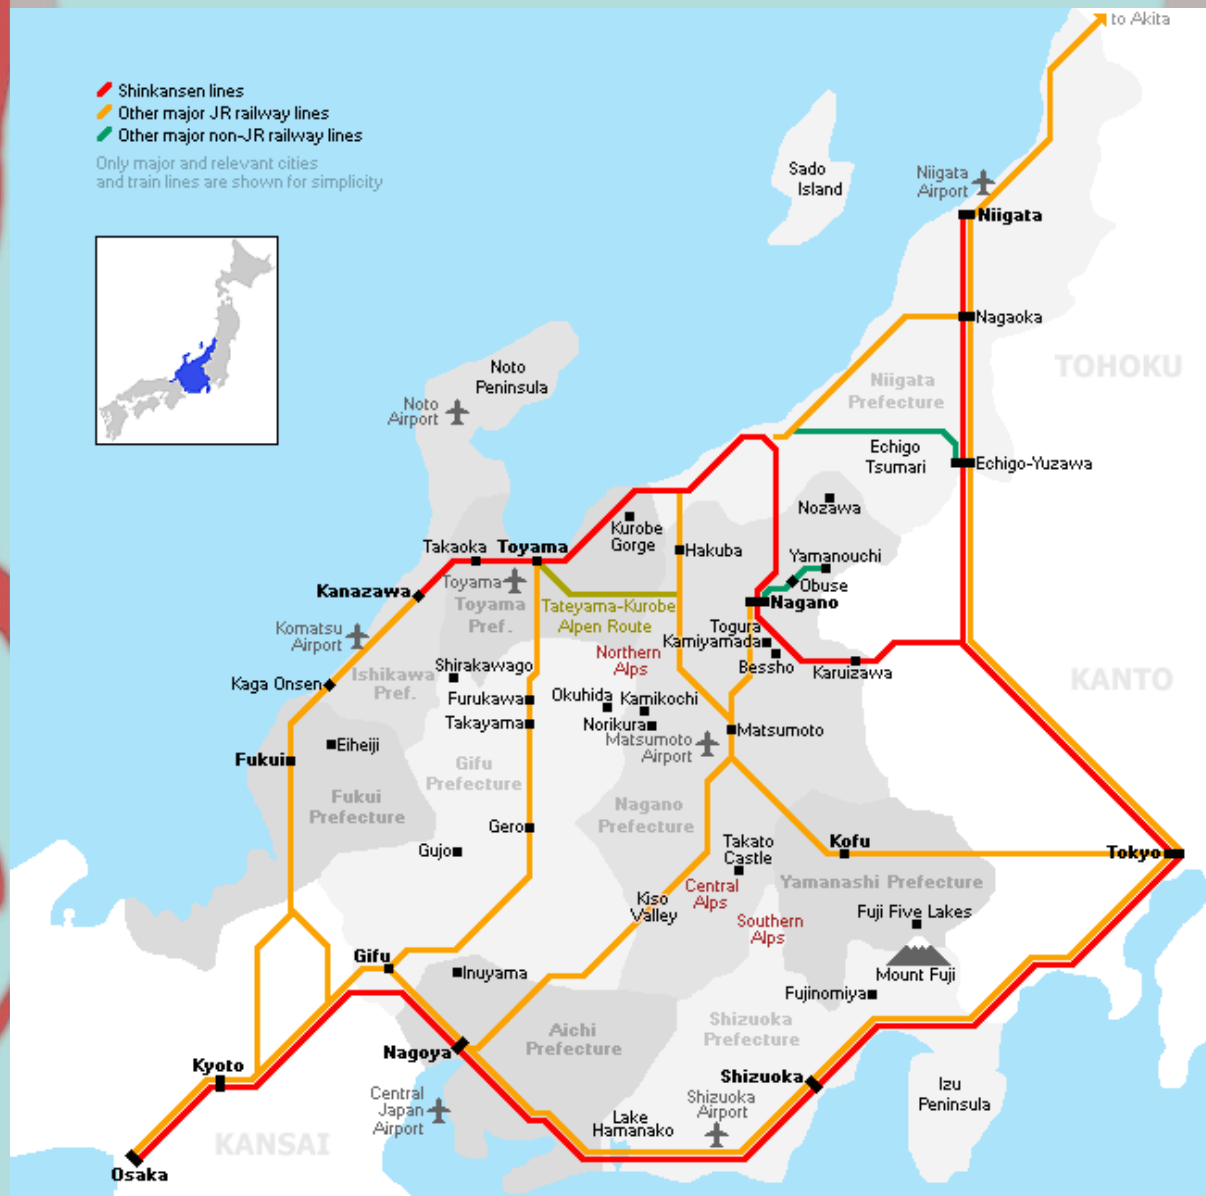 to Akita
Shinkansen lines
Other major JR railway lines
Other major non-JR railway lines
Only major and relevant cities
and train lines are shown for simplicity
Sado
Island
Niigata
Airport
Niigata
Nagaoka
TOHOKU
Noto
Peninsula
Niigata
Prefecture
Noto
Airport
Echigo
Tsumari
Echigo-Yuzawa
Nozawa
Kurobe
Gorge
Takaoka
Toyama
Hakuba
Yamanouchi
Obuse
Toyama
Kanazawa
Toyama
Pref.
Tateyama-Kurobe
Alpen Route
Nagano
Komatsu
Airport
Togura
Kamiyamada
Bessho
Karuizawa
Northern
Alps
Shirakawago
Ishikawa
Pref.
Kaga Onsen
KANTO
Furukawa
Okuhida
Kamikochi
Takayama
Norikura
Matsumoto
Matsumoto
Airport
Eiheiji
Fukui
Gifu
Prefecture
Fukui
Prefecture
Nagano
Prefecture
Gero
Gujo
Takato
Castle
Kofu
Tokyo
Central
Alps
Yamanashi Prefecture
Kiso
Valley
Southern
Alps
Fuji Five Lakes
Gifu
Inuyama
Mount Fuji
Fujinomiya
Aichi
Prefecture
Shizuoka
Prefecture
Nagoya
Kyoto
Shizuoka
Central
Japan
Airport
Shizuoka
Airport
Izu
Peninsula
Lake
Hamanako
KANSAI
Osaka